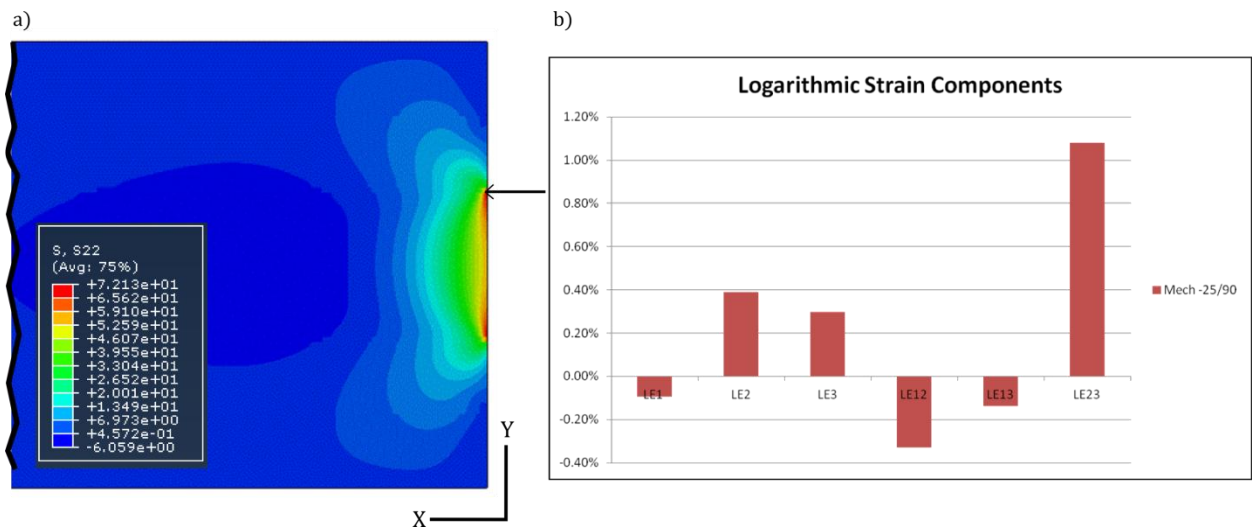 a)
S, S22
(Avg: 75%)
+7.213e+01
+6.562e+01
+5.910e+01
+5.259e+01
+4.607e+01
+3.955e+01
+3.304e+01
+2.652e+01
+2.001e+01
+1.349e+01
+6.973e+00
+4.572e-01
-6.059e+00
Y
X
b)
Logarithmic Strain Components
1.20%
1.00%
0.80%
0.60%
0.40%
0.20%
0.00%
-0.20%
-0.40%
LE1 LE2 LE3 LE12 LE13 LE23
Mech -25/90